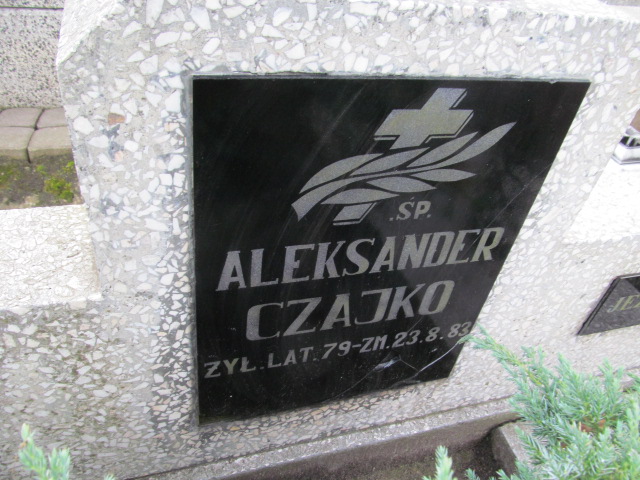 .ŚP.
ALEKSANDER
CZAJKO
ŻYŁ.LAT.79-ZM.23.8.83